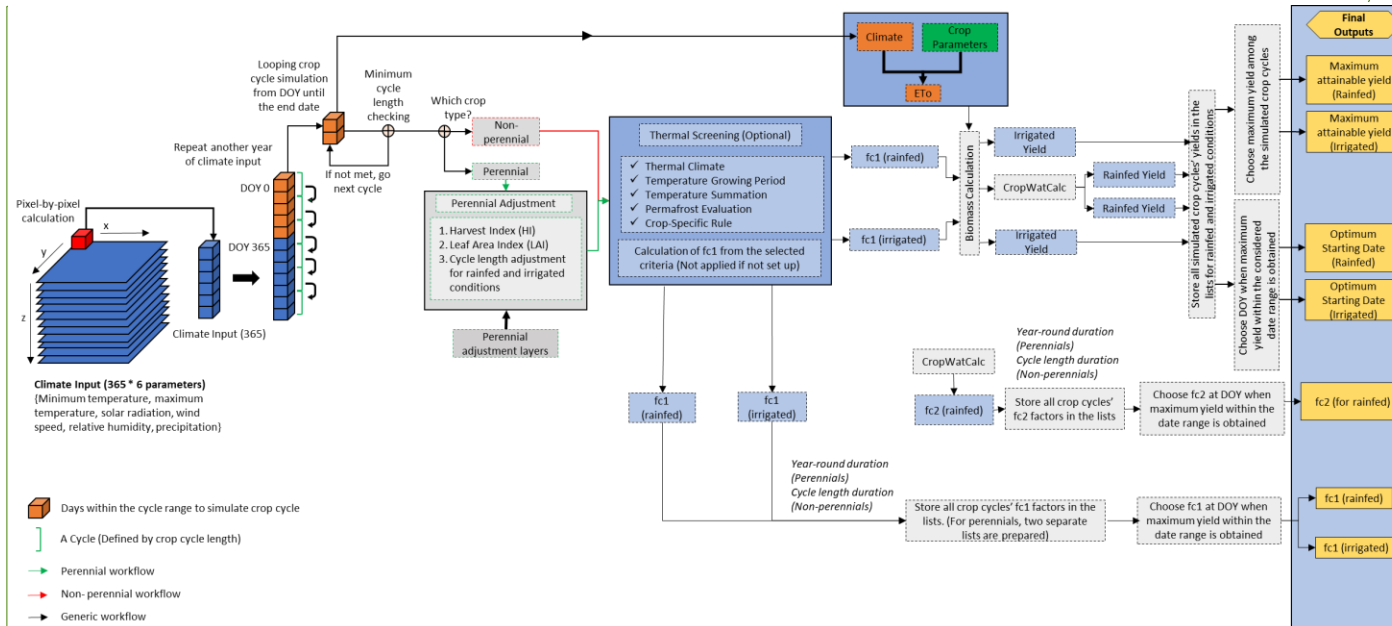 Looping crop
cycle simulation
from DOY until
the end date
Minimum
cycle
length
checking
Which crop
type?
Non-
perennial
Perennial
If not met, go
next cycle
Repeat another year
of climate input
DOY 0
DOY 365
Pixel-by-pixel
calculation
x
y
z
Climate Input (365)
Climate Input (365 * 6 parameters)
{Minimum temperature, maximum
temperature, solar radiation, wind
speed, relative humidity, precipitation}
Perennial Adjustment
1. Harvest Index (HI)
2. Leaf Area Index (LAI)
3. Cycle length adjustment
for rainfed and irrigated
conditions
Perennial
adjustment layers
Thermal Screening (Optional)
✓ Thermal Climate
✓ Temperature Growing Period
✓ Temperature Summation
✓ Permafrost Evaluation
✓ Crop-Specific Rule
Calculation of fc1 from the selected
criteria (Not applied if not set up)
Climate
Crop
Parameters
ETo
fc1 (rainfed)
fc1 (irrigated)
Biomass Calculation
Irrigated
Yield
CropWatCalc
Rainfed Yield
Rainfed Yield
Irrigated
Yield
Store all simulated crop cycles' yields in the
lists for rainfed and irrigated conditions
Choose maximum yield among
the simulated crop cycles
Choose DOY when maximum
yield within the considered
date range is obtained
Final
Outputs
Maximum
attainable yield
(Rainfed)
Maximum
attainable yield
(Irrigated)
Optimum
Starting Date
(Rainfed)
Optimum
Starting Date
(Irrigated)
fc1
(rainfed)
fc1
(irrigated)
CropWatCalc
fc2 (rainfed)
Year-round duration
(Perennials)
Cycle length duration
(Non-perennials)
Store all crop cycles'
fc2 factors in the lists
Choose fc2 at DOY when
maximum yield within the
date range is obtained
fc2 (for rainfed)
Year-round duration
(Perennials)
Cycle length duration
(Non-perennials)
Store all crop cycles' fc1 factors in the
lists. (For perennials, two separate
lists are prepared)
Choose fc1 at DOY when
maximum yield within the
date range is obtained
fc1 (rainfed)
fc1 (irrigated)
Days within the cycle range to simulate crop cycle
A Cycle (Defined by crop cycle length)
Perennial workflow
Non- perennial workflow
Generic workflow